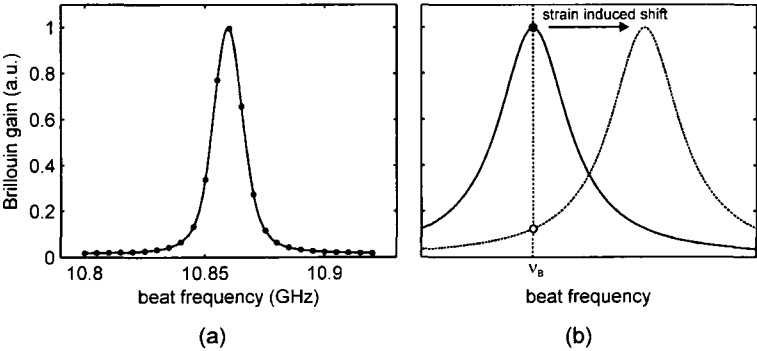 Brillouin gain (a.u.)
1
0.8
0.6
0.4
0.2
0
10.8
10.85
10.9
beat frequency (GHz)
(a)
strain induced shift
ν_B
beat frequency
(b)